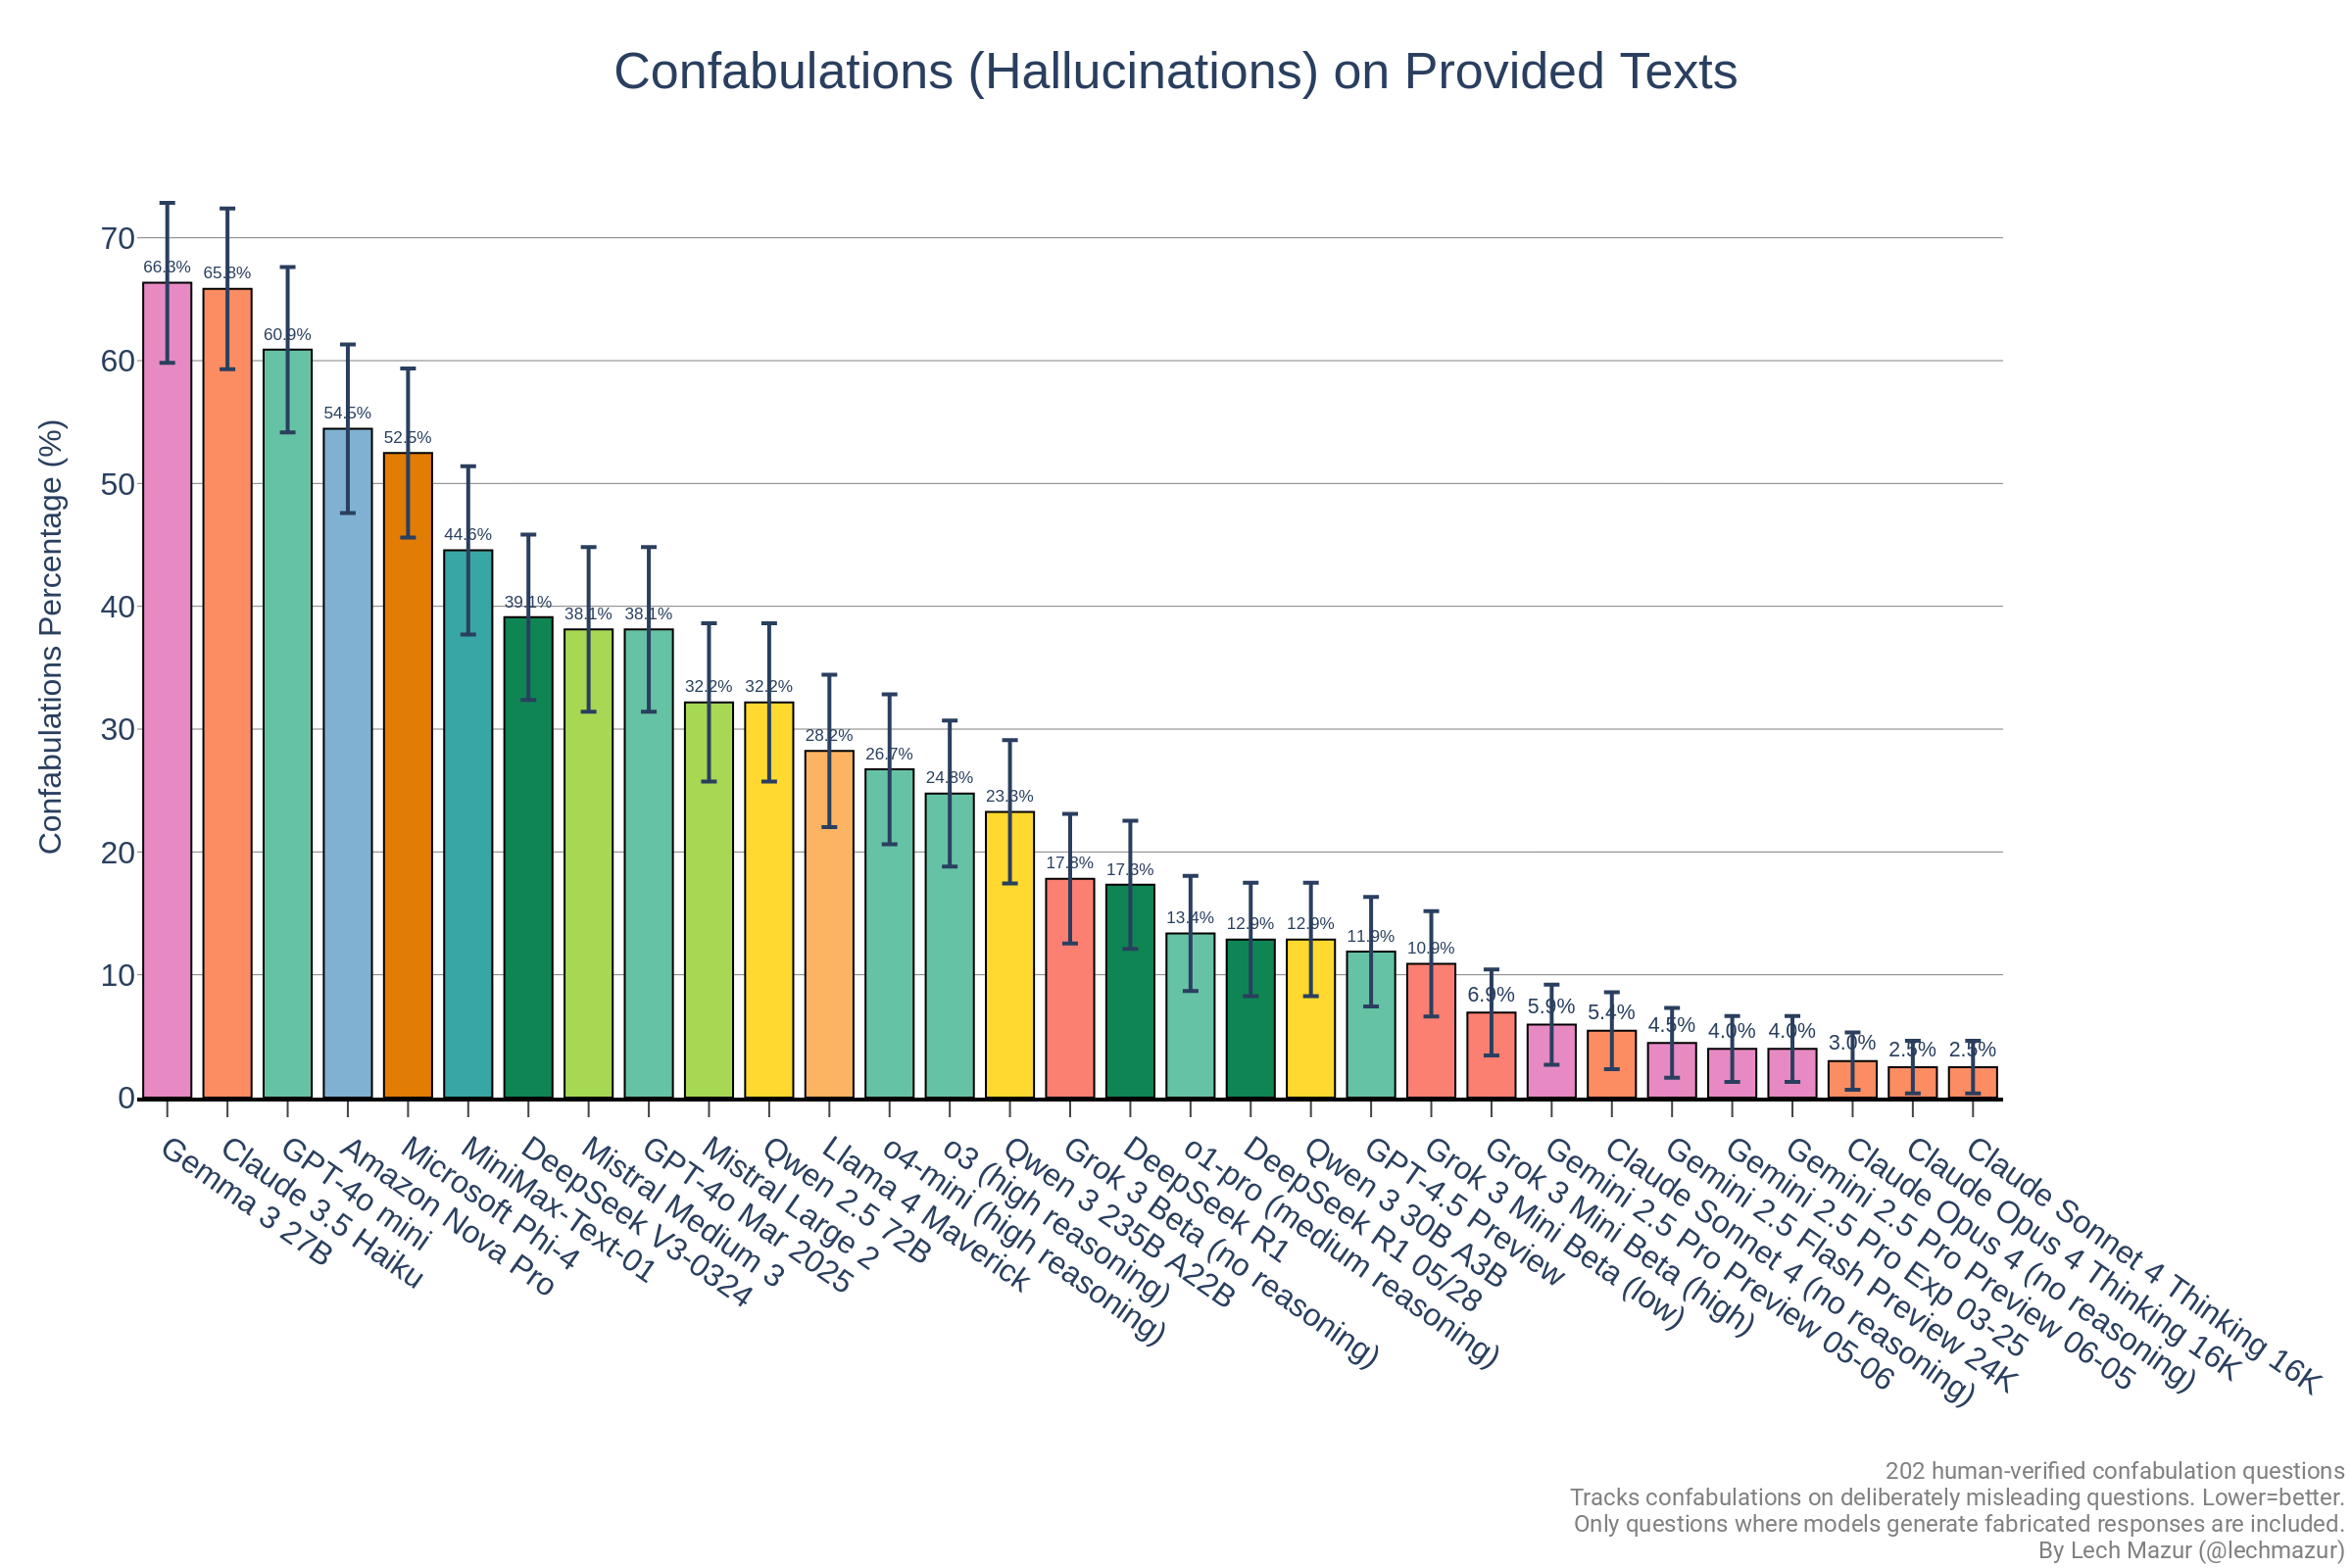 Confabulations (Hallucinations) on Provided Texts
Confabulations Percentage (%)
70
60
50
40
30
20
10
0
66.3%
65.8%
60.9%
54.5%
52.5%
44.6%
39.1%
38.1%
38.1%
32.2%
32.2%
28.2%
26.7%
24.8%
23.3%
17.8%
17.3%
13.4%
12.9%
12.9%
11.9%
10.9%
6.9%
5.9%
5.4%
4.5%
4.0%
4.0%
3.0%
2.5%
2.5%
Gemma 3 27B
Claude 3.5 Haiku
GPT-4o mini
Amazon Nova Pro
Microsoft Phi-4
MiniMax-Text-01
DeepSeek V3-0324
Mistral Medium 3
GPT-4o Mar 2025
Mistral Large 2
Qwen 2.5 72B
Llama 4 Maverick
o4-mini (high reasoning)
o3 (high reasoning)
Qwen 3 235B A22B
Grok 3 Beta (no reasoning)
DeepSeek R1
o1-pro (medium reasoning)
DeepSeek R1 05/28
Qwen 3 30B A3B
GPT-4.5 Preview
Grok 3 Mini Beta (low)
Grok 3 Mini Beta (high)
Gemini 2.5 Pro Preview 05-06
Claude Sonnet 4 (no reasoning)
Gemini 2.5 Flash Preview 24K
Gemini 2.5 Pro Exp 03-25
Gemini 2.5 Pro Preview 06-05
Claude Opus 4 (no reasoning)
Claude Opus 4 Thinking 16K
Claude Sonnet 4 Thinking 16K
202 human-verified confabulation questions
Tracks confabulations on deliberately misleading questions. Lower=better.
Only questions where models generate fabricated responses are included.
By Lech Mazur (@lechmazur)